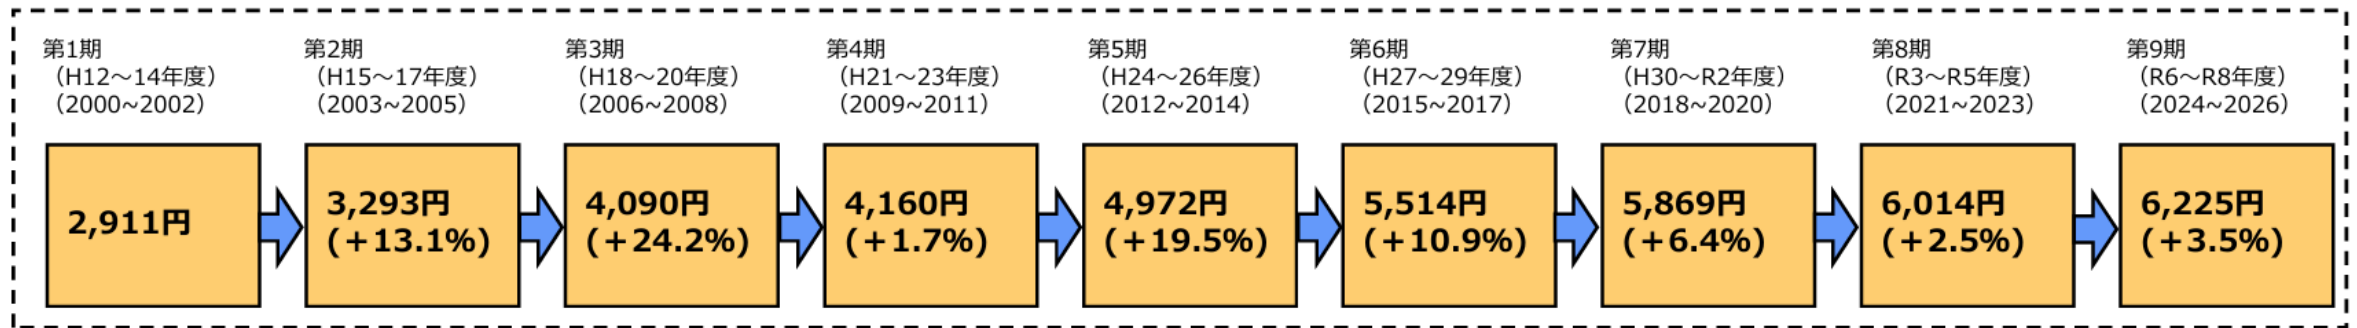 第1期
（H12～14年度）
（2000~2002）
2,911円
第2期
（H15～17年度）
（2003~2005）
3,293円
(＋13.1%)
第3期
（H18～20年度）
（2006~2008）
4,090円
(＋24.2%)
第4期
（H21～23年度）
（2009~2011）
4,160円
(＋1.7%)
第5期
（H24～26年度）
（2012~2014）
4,972円
(＋19.5%)
第6期
（H27～29年度）
（2015~2017）
5,514円
(＋10.9%)
第7期
（H30～R2年度）
（2018~2020）
5,869円
(＋6.4%)
第8期
（R3～R5年度）
（2021~2023）
6,014円
(＋2.5%)
第9期
（R6～R8年度）
（2024~2026）
6,225円
(＋3.5%)